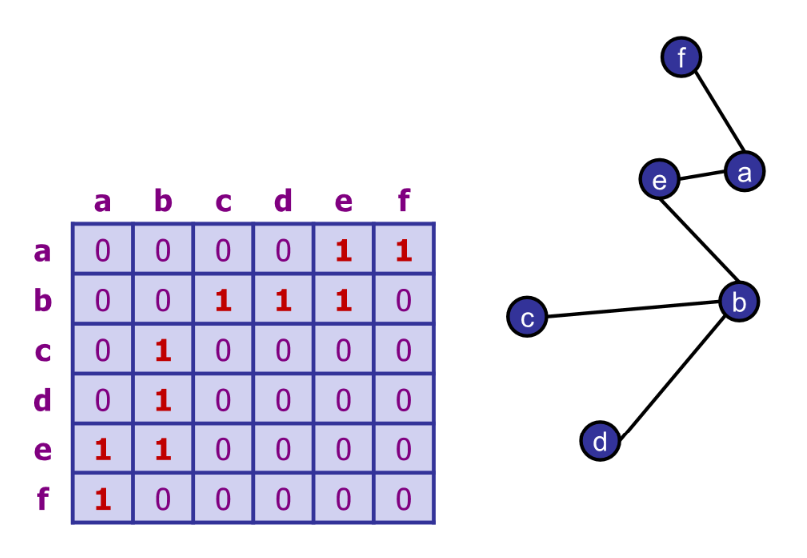 a b c d e f
a 0 0 0 0 1 1
b 0 0 1 1 1 0
c 0 1 0 0 0 0
d 0 1 0 0 0 0
e 1 1 0 0 0 0
f 1 0 0 0 0 0
f
e a
c b
d